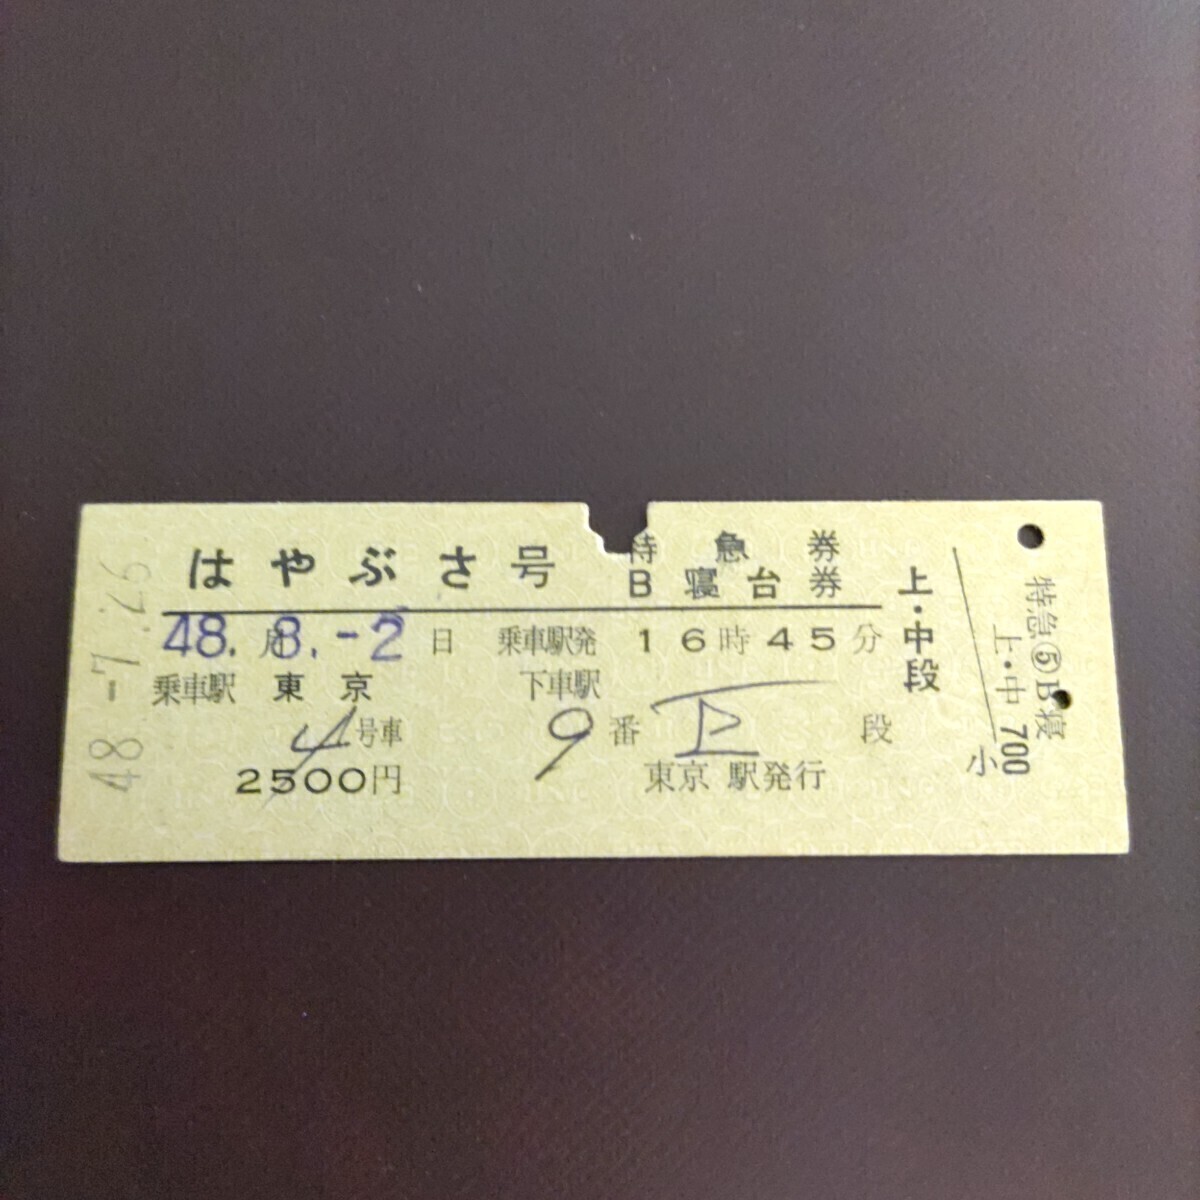 48.-7.26
はやぶさ号 特急券
B寝台券
上・中段
48.月8.-2日 乗車駅発 16時45分
乗車駅 東京 下車駅
4号車 9番 上段
2500円 東京駅発行
特急⑤B寝
上・中 700
小